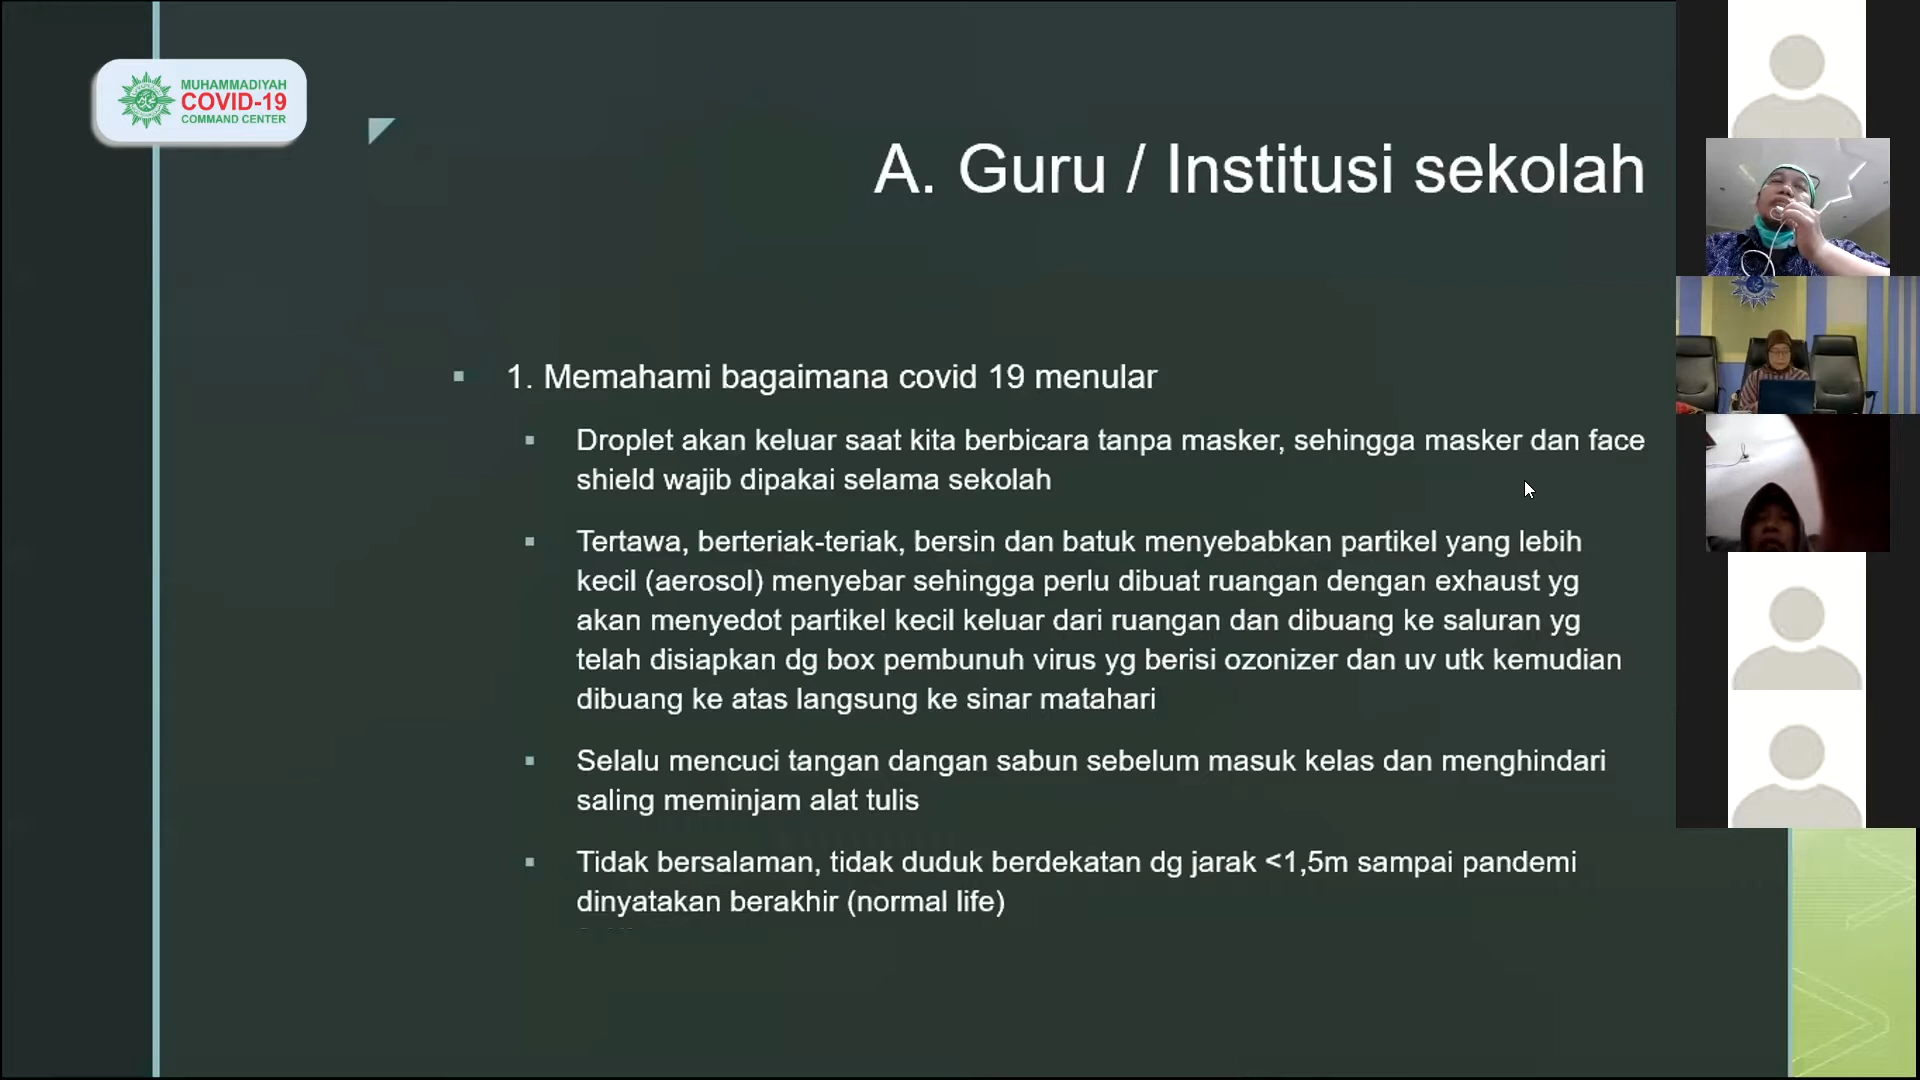 MUHAMMADIYAH
COVID-19
COMMAND CENTER
A. Guru / Institusi sekolah
1. Memahami bagaimana covid 19 menular
Droplet akan keluar saat kita berbicara tanpa masker, sehingga masker dan face
shield wajib dipakai selama sekolah
Tertawa, berteriak-teriak, bersin dan batuk menyebabkan partikel yang lebih
kecil (aerosol) menyebar sehingga perlu dibuat ruangan dengan exhaust yg
akan menyedot partikel kecil keluar dari ruangan dan dibuang ke saluran yg
telah disiapkan dg box pembunuh virus yg berisi ozonizer dan uv utk kemudian
dibuang ke atas langsung ke sinar matahari
Selalu mencuci tangan dangan sabun sebelum masuk kelas dan menghindari
saling meminjam alat tulis
Tidak bersalaman, tidak duduk berdekatan dg jarak <1,5m sampai pandemi
dinyatakan berakhir (normal life)